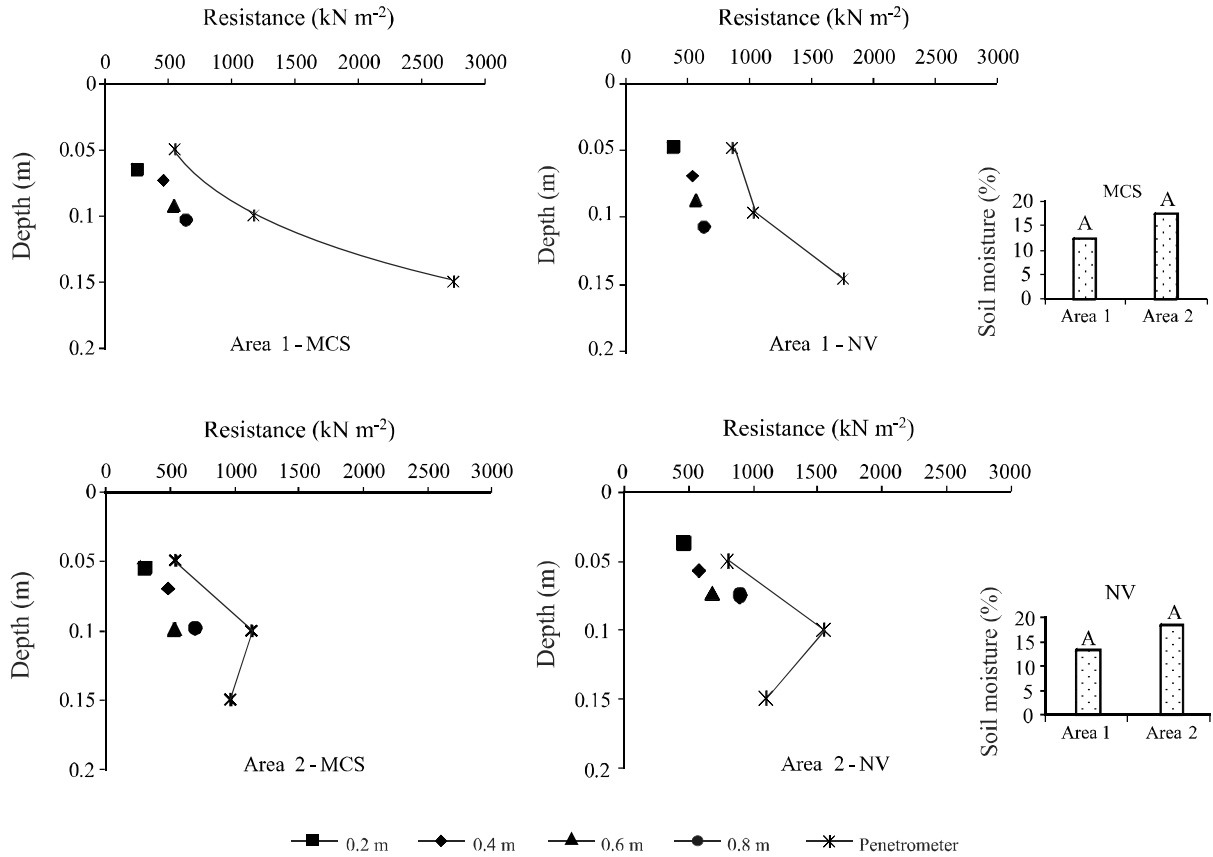 Resistance (kN m-2)
0 500 1000 1500 2000 2500 3000
0
0.05
0.1
0.15
0.2
Depth (m)
Area 1 - MCS
Resistance (kN m-2)
0 500 1000 1500 2000 2500 3000
0
0.05
0.1
0.15
0.2
Depth (m)
Area 1 - NV
MCS
Soil moisture (%)
20
15
10
5
0
A A
Area 1 Area 2
Resistance (kN m-2)
0 500 1000 1500 2000 2500 3000
0
0.05
0.1
0.15
0.2
Depth (m)
Area 2 - MCS
Resistance (kN m-2)
0 500 1000 1500 2000 2500 3000
0
0.05
0.1
0.15
0.2
Depth (m)
Area 2 - NV
NV
Soil moisture (%)
20
15
10
5
0
A A
Area 1 Area 2
0.2 m 0.4 m 0.6 m 0.8 m Penetrometer